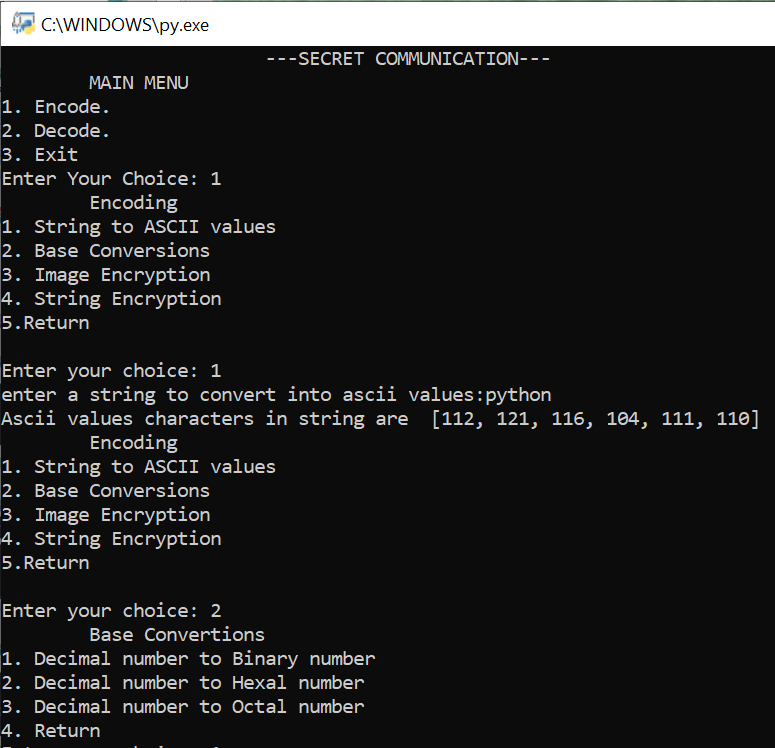 C:\WINDOWS\py.exe
---SECRET COMMUNICATION---
MAIN MENU
1. Encode.
2. Decode.
3. Exit
Enter Your Choice: 1
Encoding
1. String to ASCII values
2. Base Conversions
3. Image Encryption
4. String Encryption
5.Return
Enter your choice: 1
enter a string to convert into ascii values:python
Ascii values characters in string are  [112, 121, 116, 104, 111, 110]
Encoding
1. String to ASCII values
2. Base Conversions
3. Image Encryption
4. String Encryption
5.Return
Enter your choice: 2
Base Convertions
1. Decimal number to Binary number
2. Decimal number to Hexal number
3. Decimal number to Octal number
4. Return